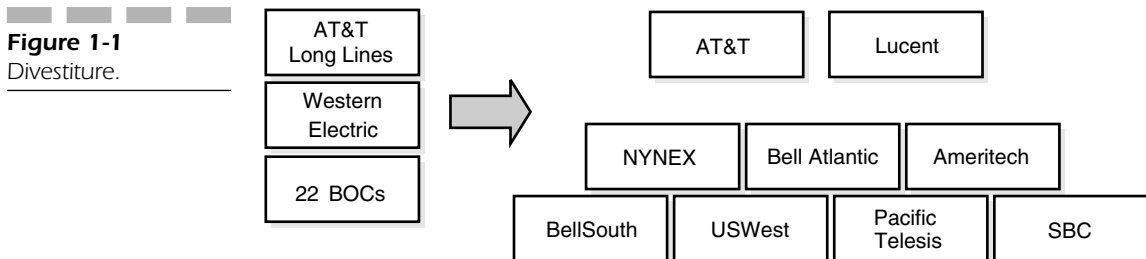 Figure 1-1
Divestiture.
AT&T
Long Lines
Western
Electric
22 BOCs
AT&T
Lucent
NYNEX
Bell Atlantic
Ameritech
BellSouth
USWest
Pacific
Telesis
SBC